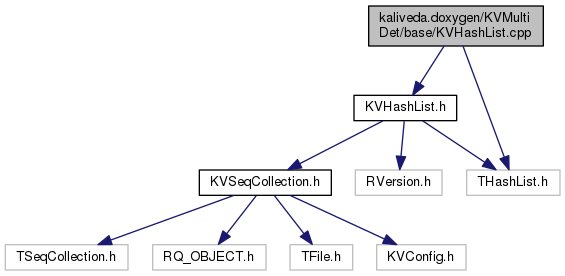 kaliveda.doxygen/KVMulti
Det/base/KVHashList.cpp
KVHashList.h
KVSeqCollection.h
RVersion.h
THashList.h
TSeqCollection.h
RQ_OBJECT.h
TFile.h
KVConfig.h